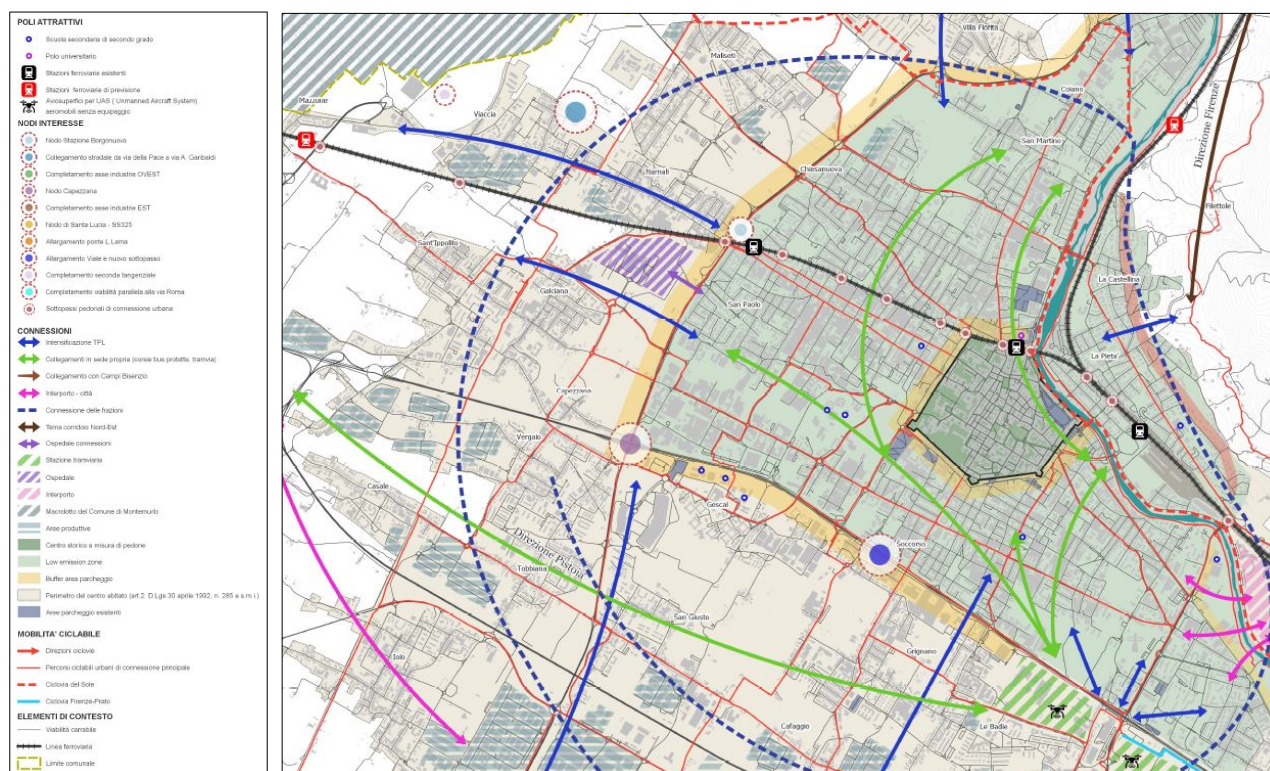 POLI ATTRATTIVI
Scuola secondaria di secondo grado
Polo universitario
Stazioni ferroviarie esistenti
Stazioni ferroviarie di previsione
Aviosuperfici per UAS ( Unmanned Aircraft System)
aeromobili senza equipaggio
NODI INTERESSE
Nodo Stazione Borgonuovo
Collegamento stradale da via della Pace a via A. Garibaldi
Completamento asse industrie OVEST
Nodo Capezzana
Completamento asse industrie EST
Nodo di Santa Lucia - SS325
Allargamento ponte L.Lama
Allargamento Viale e nuovo sottopasso
Completamento seconda tangenziale
Completamento viabilità parallela alla via Roma
Sottopassi pedonali di connessione urbana
CONNESSIONI
Intensificazione TPL
Collegamenti in sede propria (corsie bus protette, tramvia)
Collegamento con Campi Bisenzio
Interporto - città
Connessione delle frazioni
Tema corridoio Nord-Est
Ospedale connessioni
Stazione tramviaria
Ospedale
Interporto
Macrolotto del Comune di Montemurlo
Aree produttive
Centro storico a misura di pedone
Low emission zone
Buffer area parcheggio
Perimetro del centro abitato (art.2 D.Lgs 30 aprile 1992, n. 285 e s.m.i.)
Aree parcheggio esistenti
MOBILITA' CICLABILE
Direzioni ciclovie
Percorsi ciclabili urbani di connessione principale
Ciclovia del Sole
Ciclovia Firenze-Prato
ELEMENTI DI CONTESTO
Viabilità carrabile
Linea ferroviaria
Limite comunale
Villa Fiorita
Maliseti
Mazzone
Viaccia
Coiano
San Martino
Direzione Firenze
Narnali
Chiesanuova
Filettole
Sant'Ippolito
Galciana
San Paolo
La Castellina
La Pieta'
Capezzana
Vergaio
Casale
Gescal
Soccorso
Direzione Pistoia
Tobbiana
San Giusto
Grignano
Iolo
Cafaggio
Le Badie